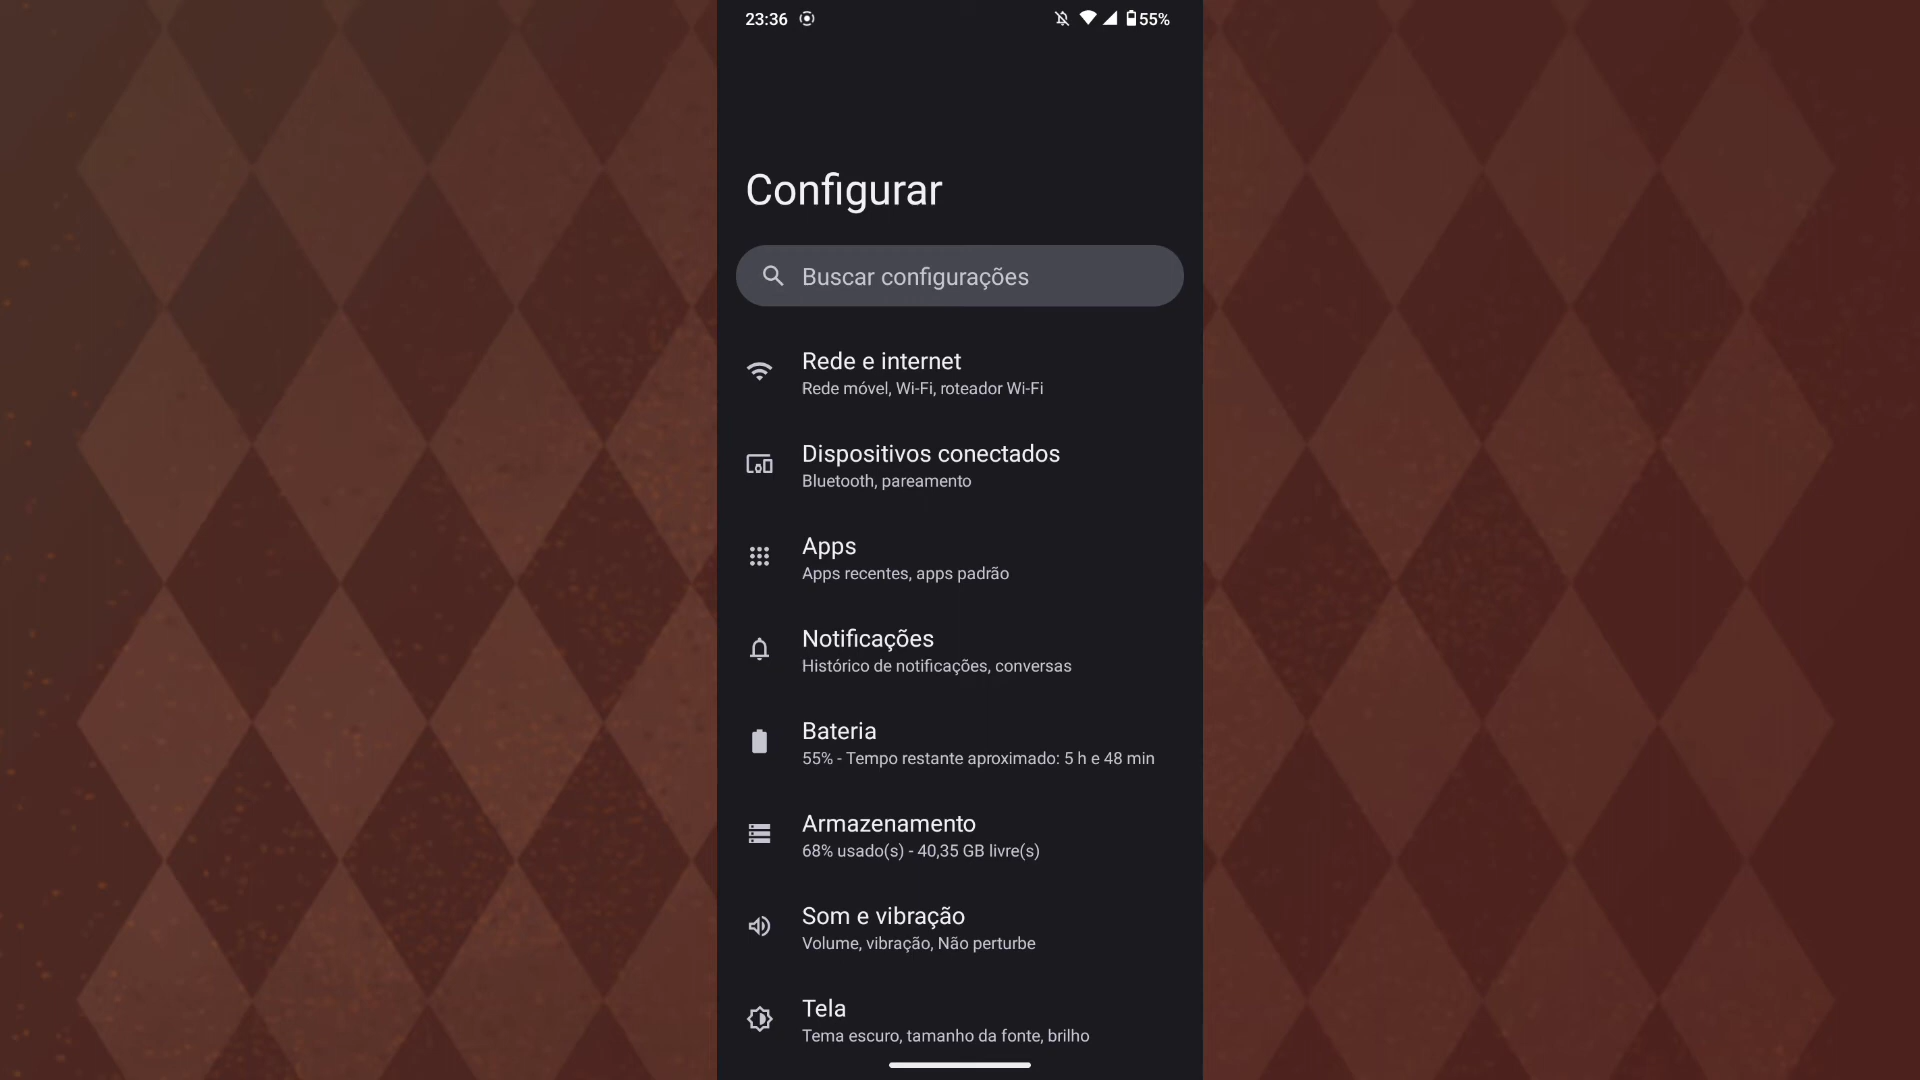 23:36
55%
Configurar
Buscar configurações
Rede e internet
Rede móvel, Wi-Fi, roteador Wi-Fi
Dispositivos conectados
Bluetooth, pareamento
Apps
Apps recentes, apps padrão
Notificações
Histórico de notificações, conversas
Bateria
55% - Tempo restante aproximado: 5 h e 48 min
Armazenamento
68% usado(s) - 40,35 GB livre(s)
Som e vibração
Volume, vibração, Não perturbe
Tela
Tema escuro, tamanho da fonte, brilho